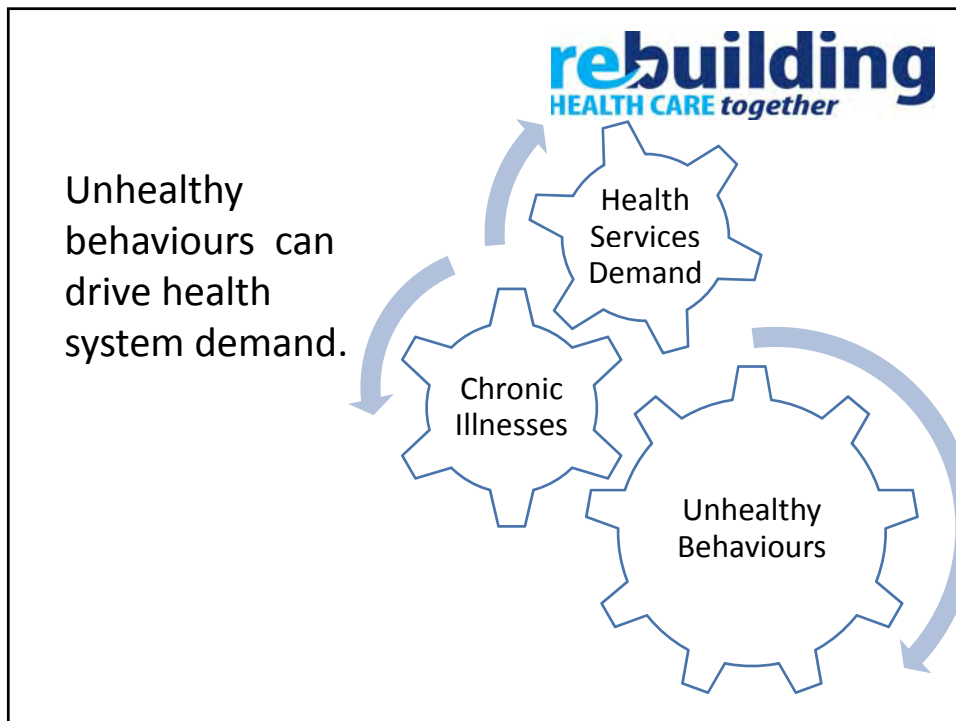 rebuilding
HEALTH CARE together
Unhealthy
behaviours can
drive health
system demand.
Health
Services
Demand
Chronic
Illnesses
Unhealthy
Behaviours